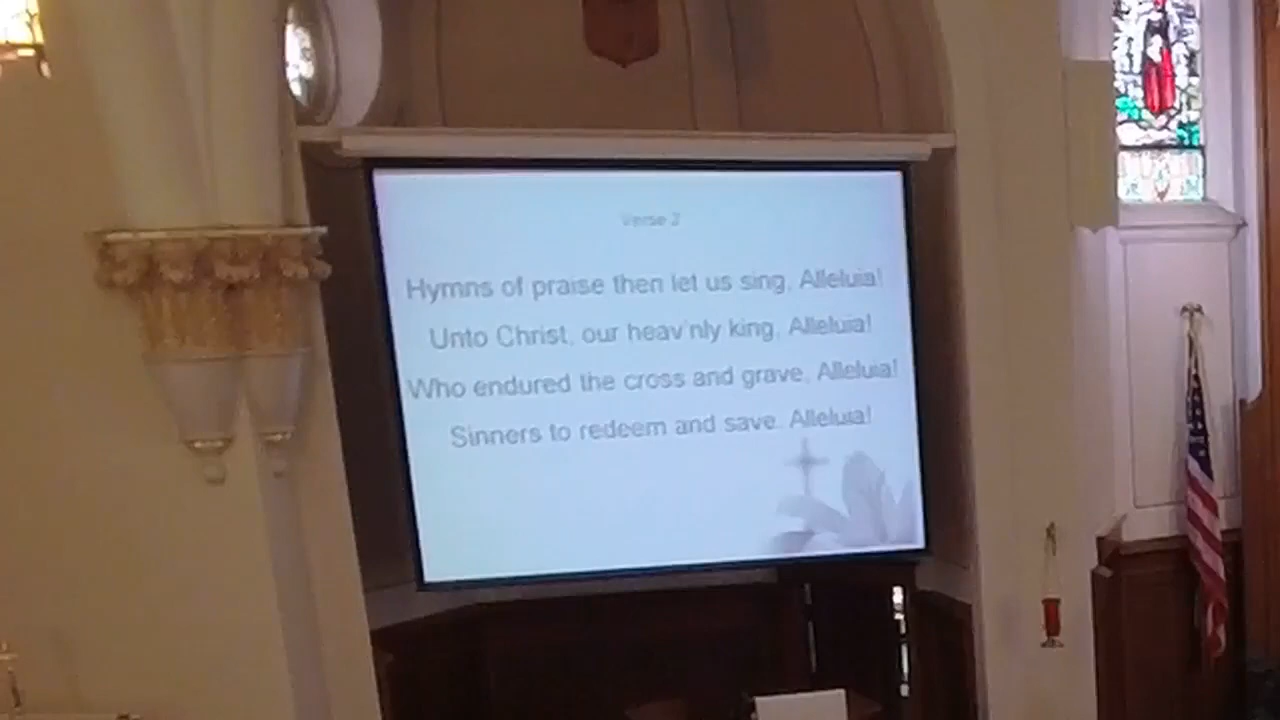 Verse 2
Hymns of praise then let us sing, Alleluia!
Unto Christ, our heav'nly king, Alleluia!
Who endured the cross and grave, Alleluia!
Sinners to redeem and save. Alleluia!